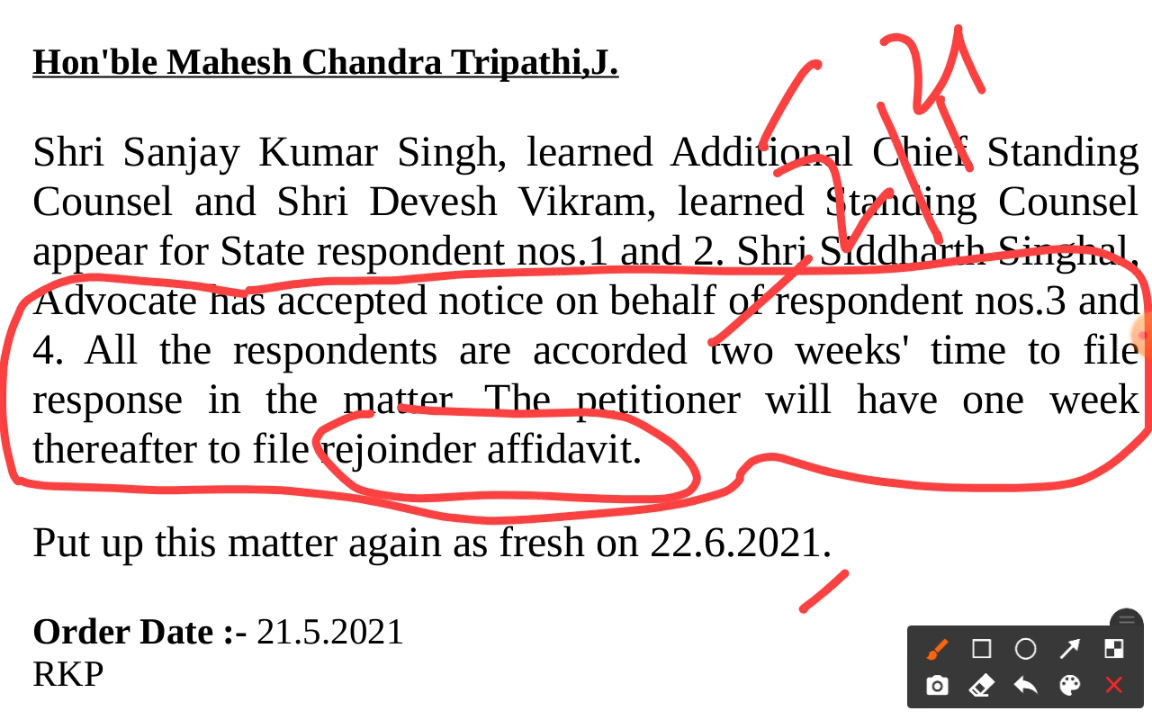 Hon'ble Mahesh Chandra Tripathi,J.
Shri Sanjay Kumar Singh, learned Additional Chief Standing
Counsel and Shri Devesh Vikram, learned Standing Counsel
appear for State respondent nos.1 and 2. Shri Siddharth Singhal,
Advocate has accepted notice on behalf of respondent nos.3 and
4. All the respondents are accorded two weeks' time to file
response in the matter. The petitioner will have one week
thereafter to file rejoinder affidavit.
Put up this matter again as fresh on 22.6.2021.
Order Date :- 21.5.2021
RKP